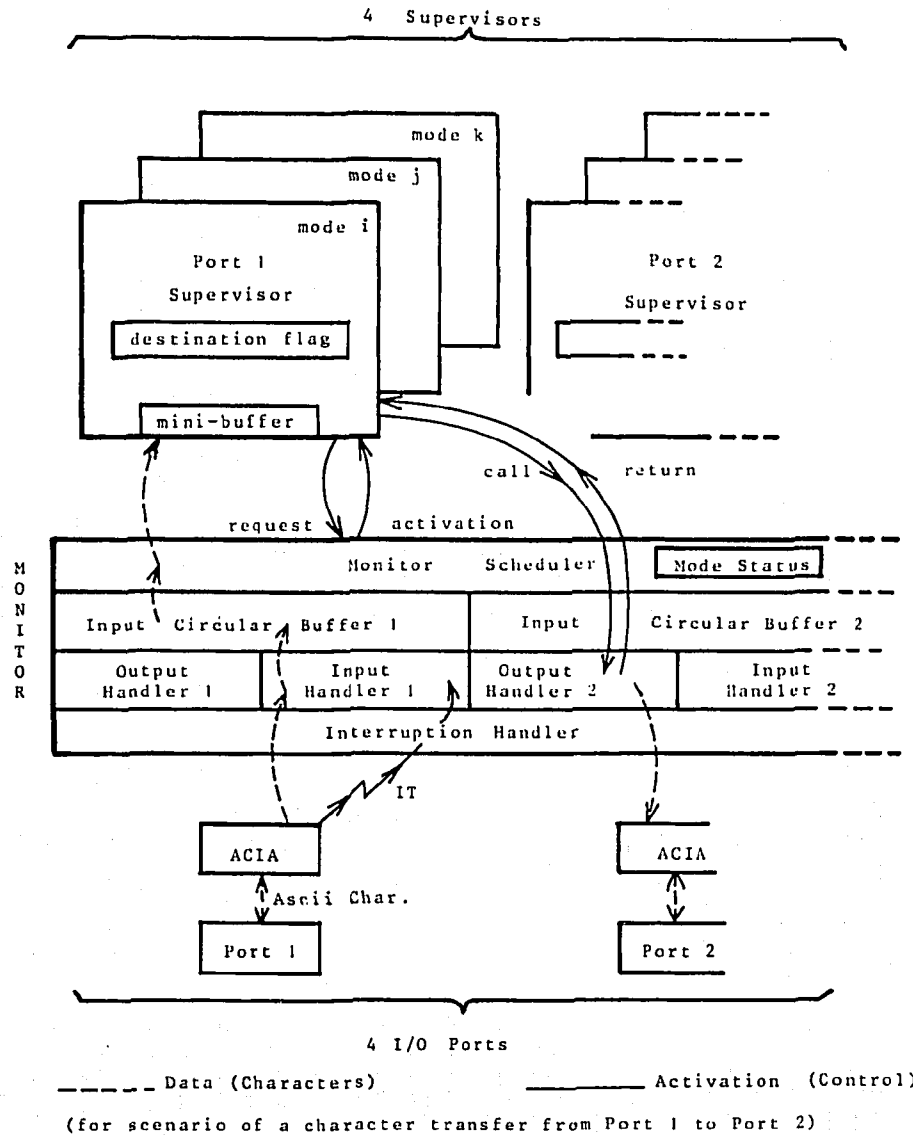 4 Supervisors
mode k
mode j
mode i
Port 1
Supervisor
destination flag
mini-buffer
Port 2
Supervisor
call
return
request
activation
MONITOR
Monitor Scheduler
Mode Status
Input Circular Buffer 1
Input Circular Buffer 2
Output
Handler 1
Input
Handler 1
Output
Handler 2
Input
Handler 2
Interruption Handler
IT
ACIA
ACIA
Ascii Char.
Port 1
Port 2
4 I/O Ports
Data (Characters)
Activation (Control)
(for scenario of a character transfer from Port 1 to Port 2)